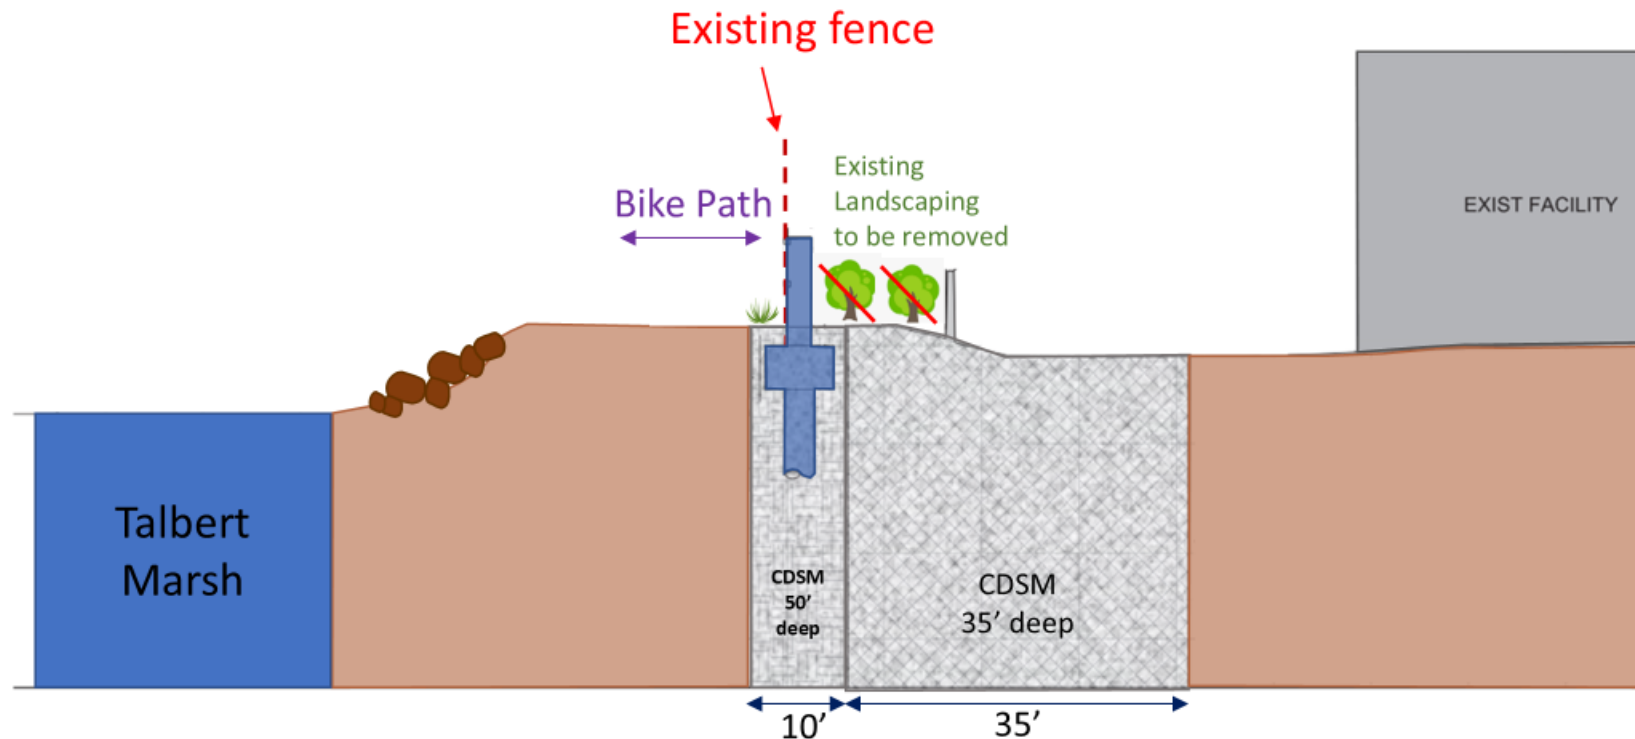 Existing fence
Existing
Landscaping
to be removed
Bike Path
EXIST FACILITY
Talbert
Marsh
CDSM
50’
deep
CDSM
35’ deep
10’
35’